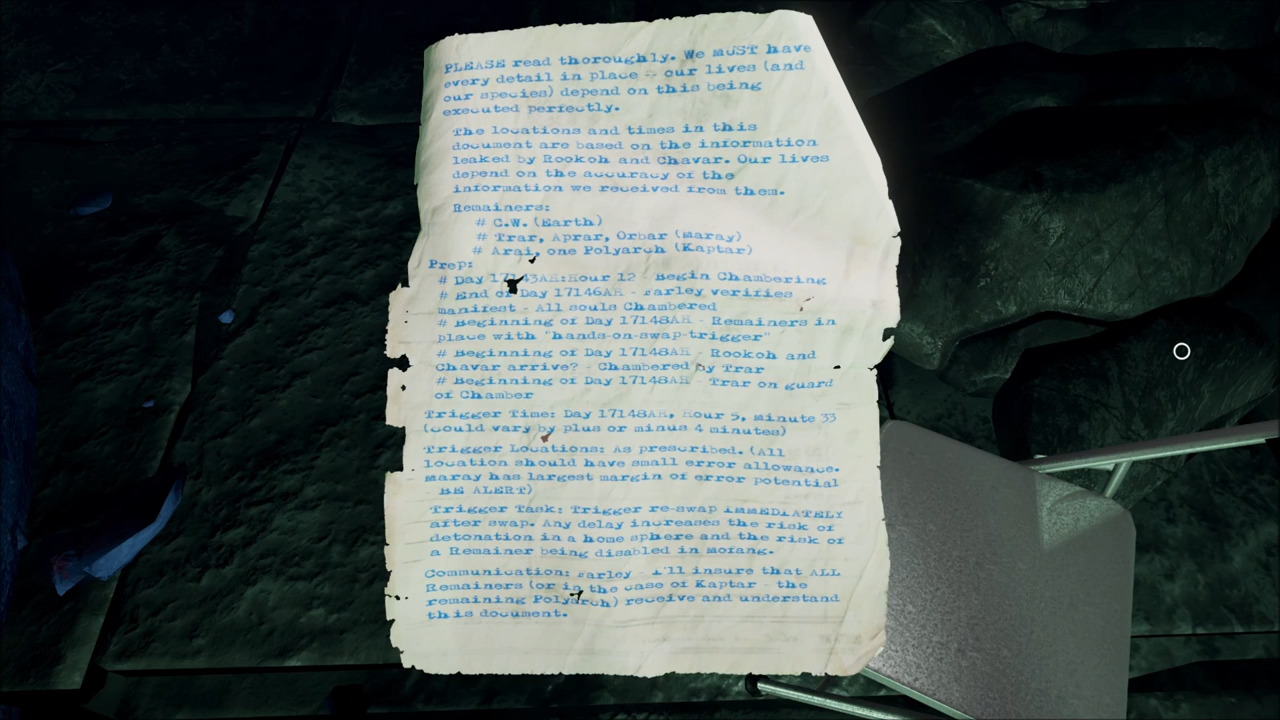 PLEASE read thoroughly. We MUST have
every detail in place - our lives (and
our species) depend on this being
executed perfectly.
The locations and times in this
document are based on the information
leaked by Rookoh and Chavar. Our lives
depend on the accuracy of the
information we received from them.
Remainers:
# C.W. (Earth)
# Trar, Aprar, Orbar (Maray)
# Arai, one Polyarch (Kaptar)
Prep:
# Day 17143AH:Hour 12 - Begin Chambering
# End of Day 17146AH - Farley verifies
manifest - All souls Chambered
# Beginning of Day 17148AH - Remainers in
place with "hands-on-swap-trigger"
# Beginning of Day 17148AH - Rookoh and
Chavar arrive? - Chambered by Trar
# Beginning of Day 17148AH - Trar on guard
of Chamber
Trigger Time: Day 17148AH, Hour 5, Minute 33
(could vary by plus or minus 4 minutes)
Trigger Locations: As prescribed. (All
location should have small error allowance.
Maray has largest margin of error potential
- BE ALERT)
Trigger Task: Trigger re-swap IMMEDIATELY
after swap. Any delay increases the risk of
detonation in a home sphere and the risk of
a Remainer being disabled in Mofang.
Communication: Farley - I'll insure that ALL
Remainers (or in the case of Kaptar - the
remaining Polyarch) receive and understand
this document.